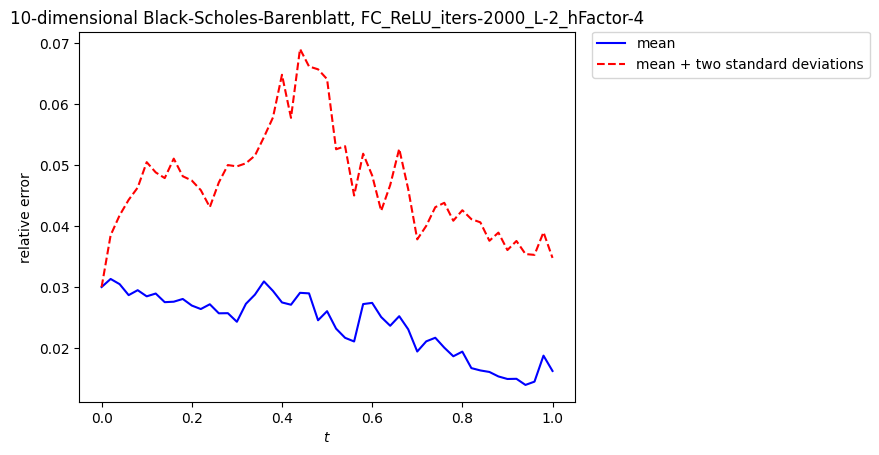 10-dimensional Black-Scholes-Barenblatt, FC_ReLU_iters-2000_L-2_hFactor-4
mean
mean + two standard deviations
relative error
0.07
0.06
0.05
0.04
0.03
0.02
0.0 0.2 0.4 0.6 0.8 1.0
t